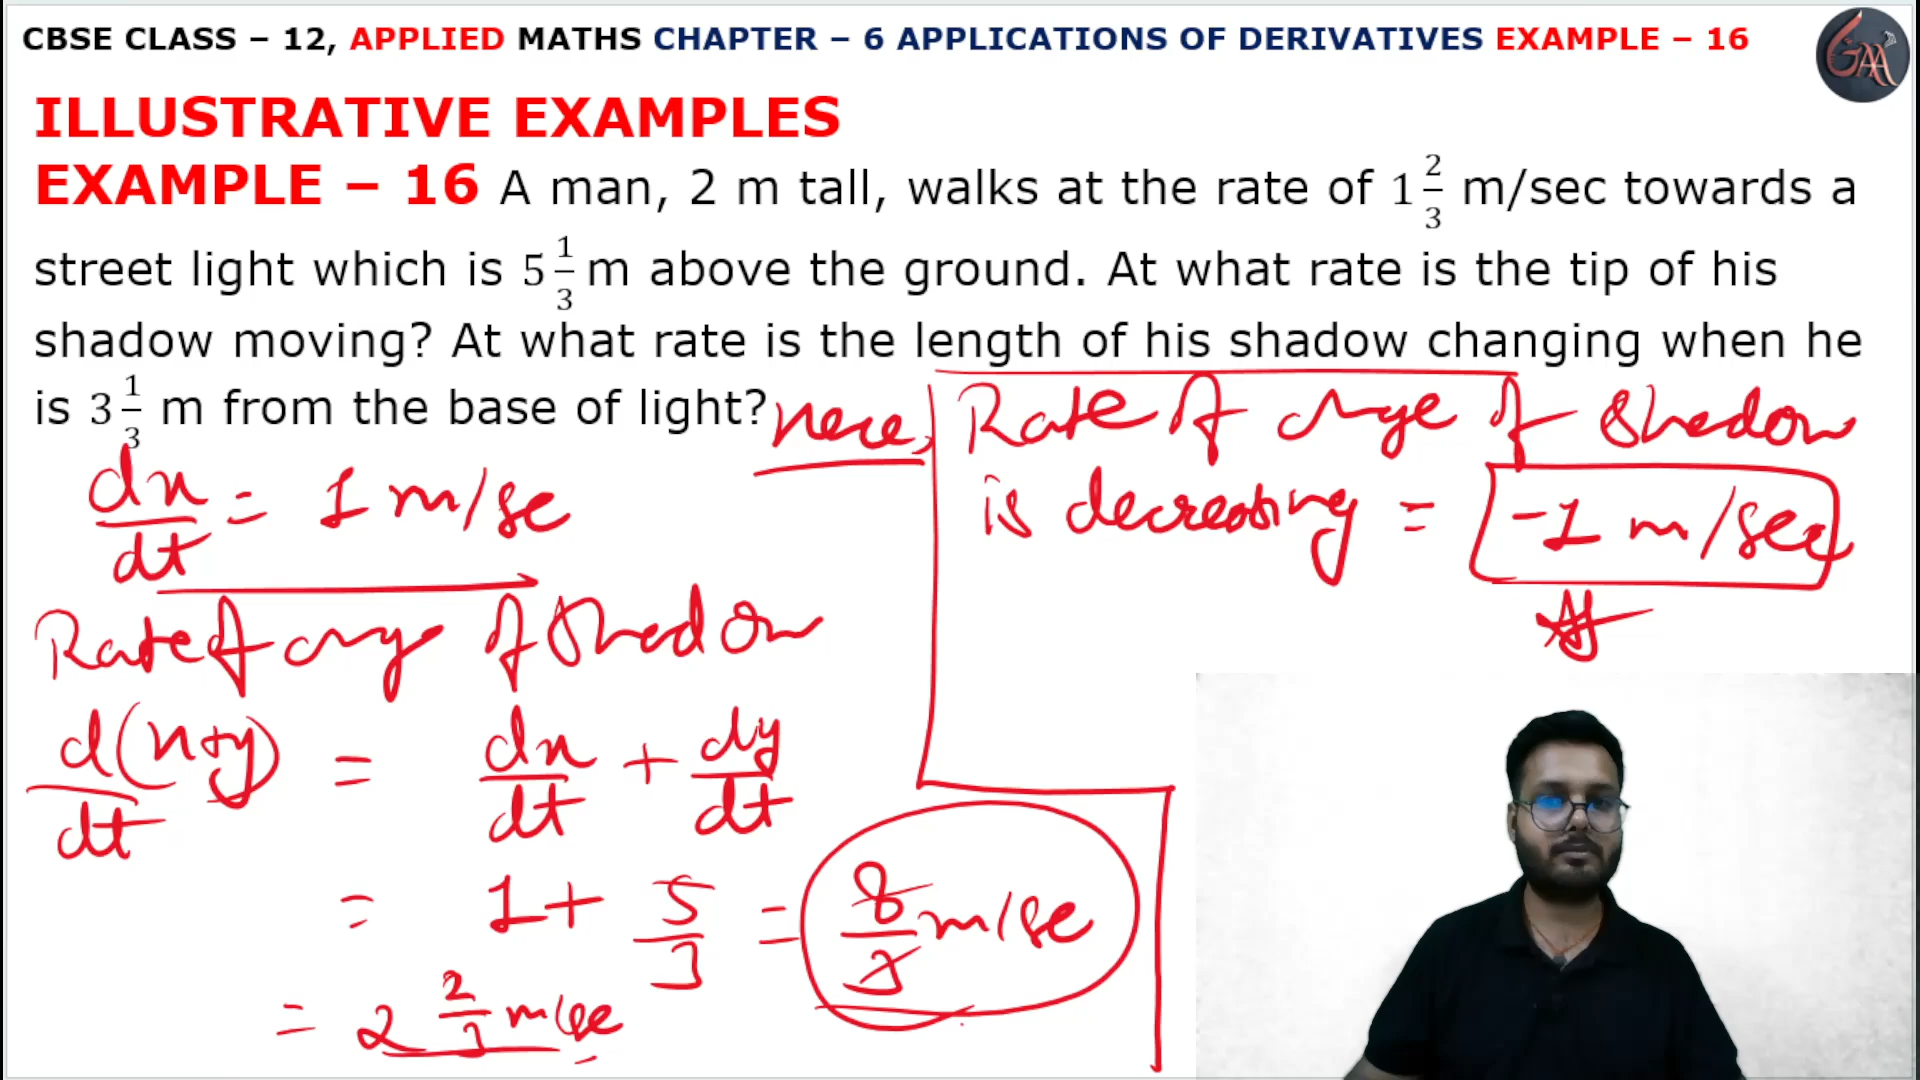 CBSE CLASS – 12, APPLIED MATHS CHAPTER – 6 APPLICATIONS OF DERIVATIVES EXAMPLE – 16
GAA
ILLUSTRATIVE EXAMPLES
EXAMPLE – 16 A man, 2 m tall, walks at the rate of 1 2/3 m/sec towards a
street light which is 5 1/3 m above the ground. At what rate is the tip of his
shadow moving? At what rate is the length of his shadow changing when he
is 3 1/3 m from the base of light?
dx/dt = 1 m/se
Rate of change of Shadow
d(x+y)/dt = dx/dt + dy/dt
= 1 + 5/3 = 8/3 m/se
= 2 2/3 m/se
Here, Rate of change of Shadow
is decreasing = -1 m/sec